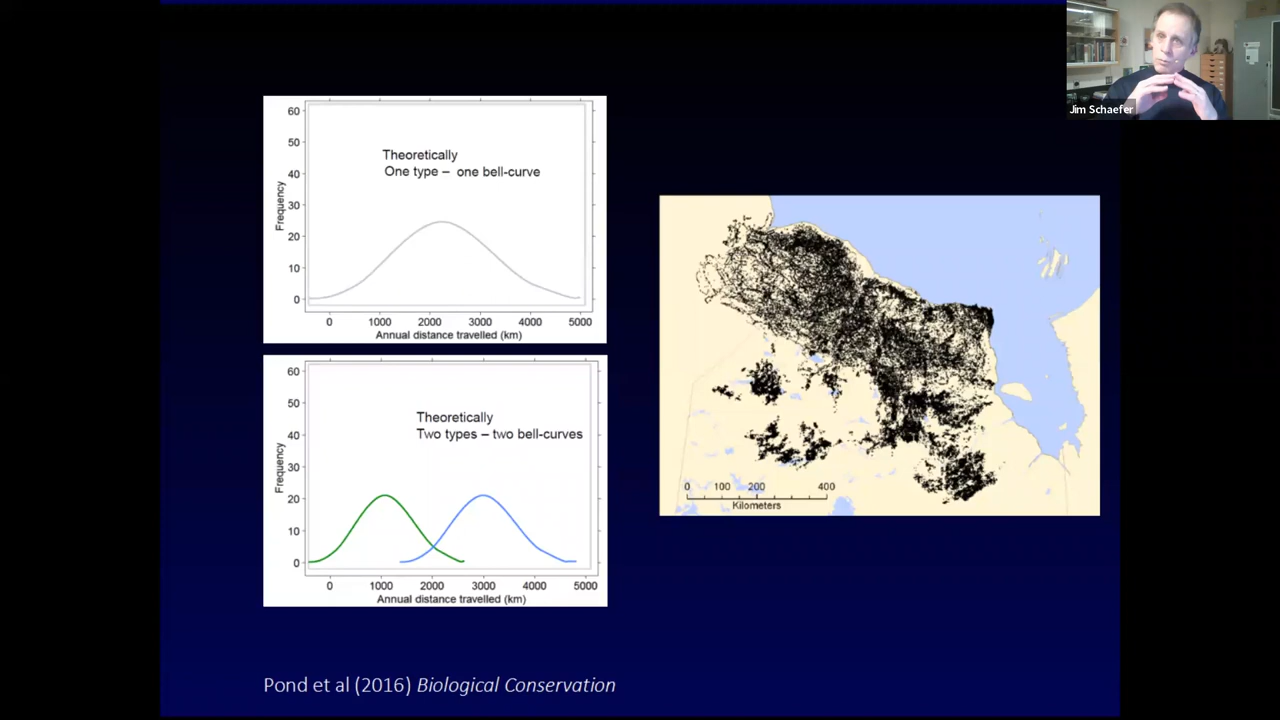 Jim Schaefer
60
50
40
30
20
10
0
Frequency
Theoretically
One type – one bell-curve
0 1000 2000 3000 4000 5000
Annual distance travelled (km)
60
50
40
30
20
10
0
Frequency
Theoretically
Two types – two bell-curves
0 1000 2000 3000 4000 5000
Annual distance travelled (km)
0 100 200 400
Kilometers
Pond et al (2016) Biological Conservation